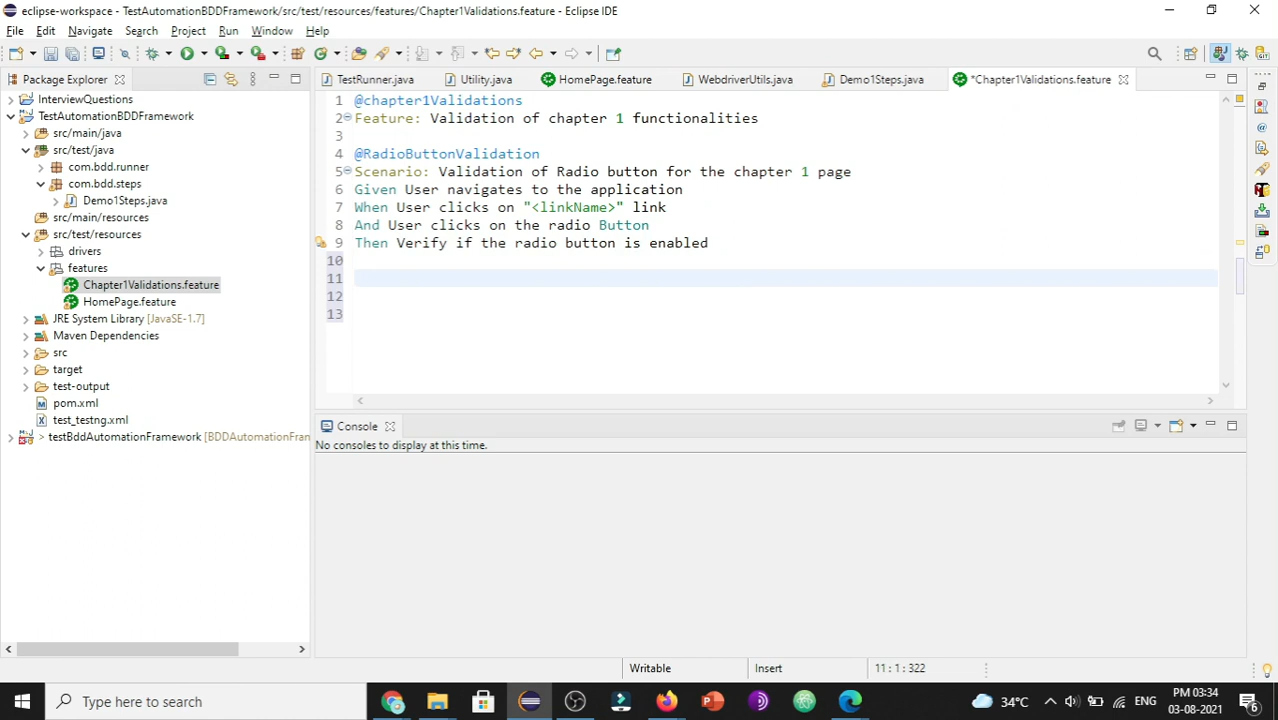 eclipse-workspace - TestAutomationBDDFramework/src/test/resources/features/Chapter1Validations.feature - Eclipse IDE
File Edit Navigate Search Project Run Window Help
Package Explorer
TestRunner.java
Utility.java
HomePage.feature
WebdriverUtils.java
Demo1Steps.java
*Chapter1Validations.feature
InterviewQuestions
TestAutomationBDDFramework
src/main/java
src/test/java
com.bdd.runner
com.bdd.steps
Demo1Steps.java
src/main/resources
src/test/resources
drivers
features
Chapter1Validations.feature
HomePage.feature
JRE System Library [JavaSE-1.7]
Maven Dependencies
src
target
test-output
pom.xml
test_testng.xml
> testBddAutomationFramework [BDDAutomationFran
1 @chapter1Validations
2 Feature: Validation of chapter 1 functionalities
3
4 @RadioButtonValidation
5 Scenario: Validation of Radio button for the chapter 1 page
6 Given User navigates to the application
7 When User clicks on "<linkName>" link
8 And User clicks on the radio Button
9 Then Verify if the radio button is enabled
10
11
12
13
Console
No consoles to display at this time.
Writable
Insert
11 : 1 : 322
Type here to search
34°C
ENG
PM 03:34
03-08-2021
6